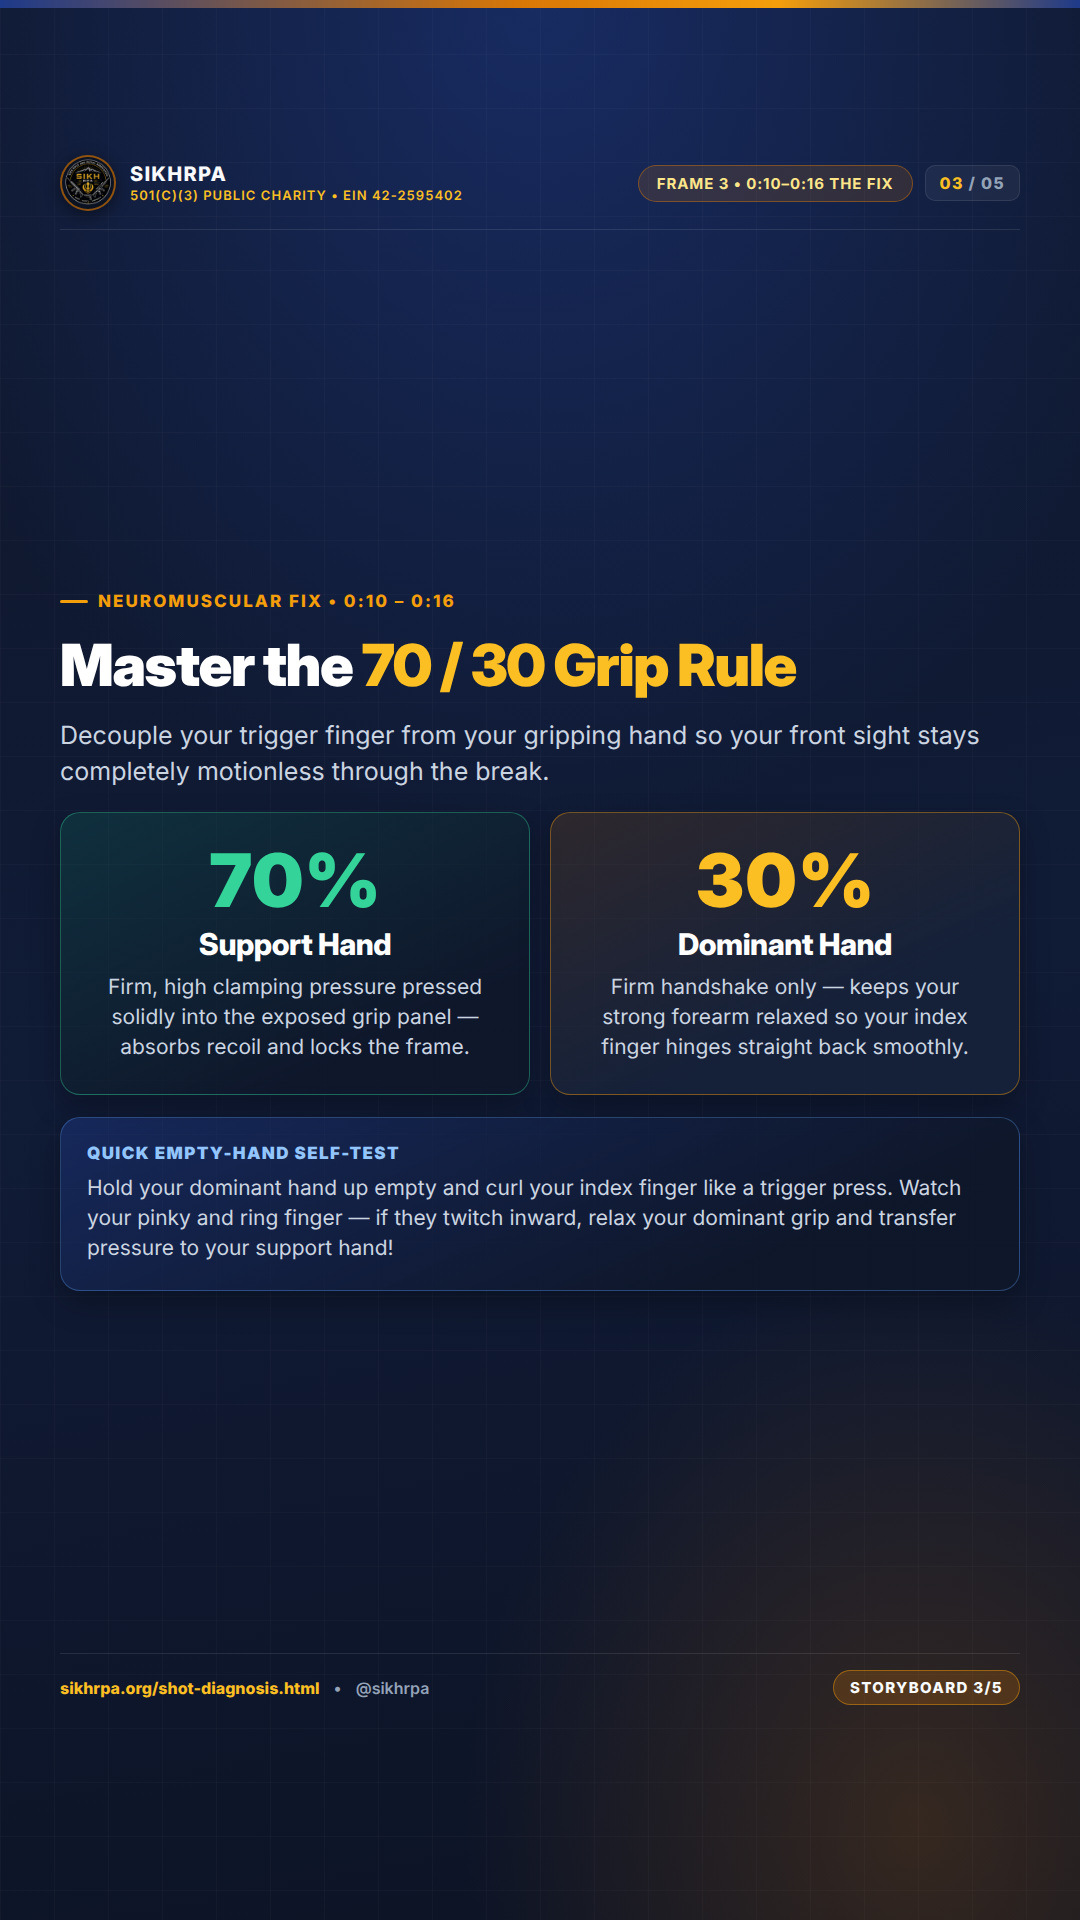 SIKH
SIKHRPA
501(C)(3) PUBLIC CHARITY • EIN 42-2595402
FRAME 3 • 0:10–0:16 THE FIX
03 / 05
NEUROMUSCULAR FIX • 0:10 – 0:16
Master the 70 / 30 Grip Rule
Decouple your trigger finger from your gripping hand so your front sight stays
completely motionless through the break.
70%
Support Hand
Firm, high clamping pressure pressed
solidly into the exposed grip panel —
absorbs recoil and locks the frame.
30%
Dominant Hand
Firm handshake only — keeps your
strong forearm relaxed so your index
finger hinges straight back smoothly.
QUICK EMPTY-HAND SELF-TEST
Hold your dominant hand up empty and curl your index finger like a trigger press. Watch
your pinky and ring finger — if they twitch inward, relax your dominant grip and transfer
pressure to your support hand!
sikhrpa.org/shot-diagnosis.html • @sikhrpa
STORYBOARD 3/5